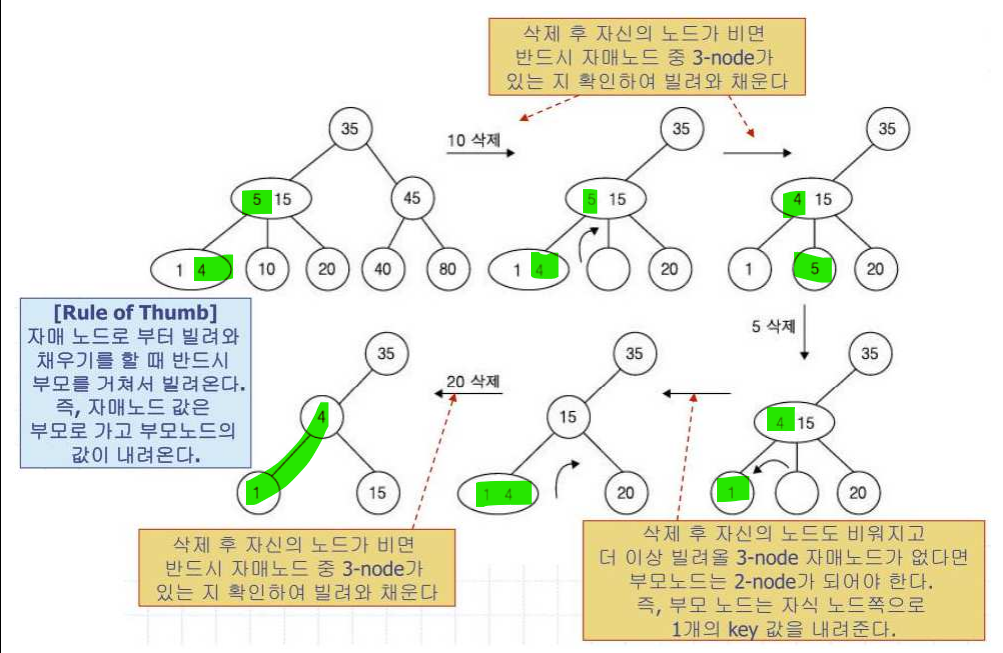 삭제 후 자신의 노드가 비면
반드시 자매노드 중 3-node가
있는 지 확인하여 빌려와 채운다
35
5 15
45
1 4
10
20
40
80
10 삭제
35
5 15
1 4
20
35
4 15
1
5
20
5 삭제
[Rule of Thumb]
자매 노드로 부터 빌려와
채우기를 할 때 반드시
부모를 거쳐서 빌려온다.
즉, 자매노드 값은
부모로 가고 부모노드의
값이 내려온다.
35
4
1
15
20 삭제
35
15
1 4
20
35
4 15
1
20
삭제 후 자신의 노드가 비면
반드시 자매노드 중 3-node가
있는 지 확인하여 빌려와 채운다
삭제 후 자신의 노드도 비워지고
더 이상 빌려올 3-node 자매노드가 없다면
부모노드는 2-node가 되어야 한다.
즉, 부모 노드는 자식 노드쪽으로
1개의 key 값을 내려준다.